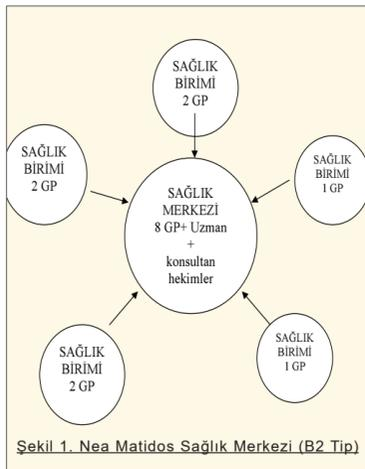 SAĞLIK
BİRİMİ
2 GP
SAĞLIK
BİRİMİ
2 GP
SAĞLIK
BİRİMİ
1 GP
SAĞLIK
MERKEZİ
8 GP+ Uzman
+
konsultan
hekimler
SAĞLIK
BİRİMİ
2 GP
SAĞLIK
BİRİMİ
1 GP
Şekil 1. Nea Matidos Sağlık Merkezi (B2 Tip)